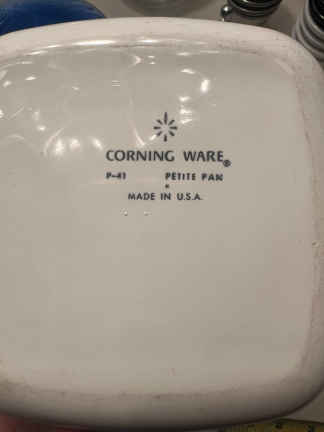 CORNING WARE®
P-41 PETITE PAN
MADE IN U.S.A.